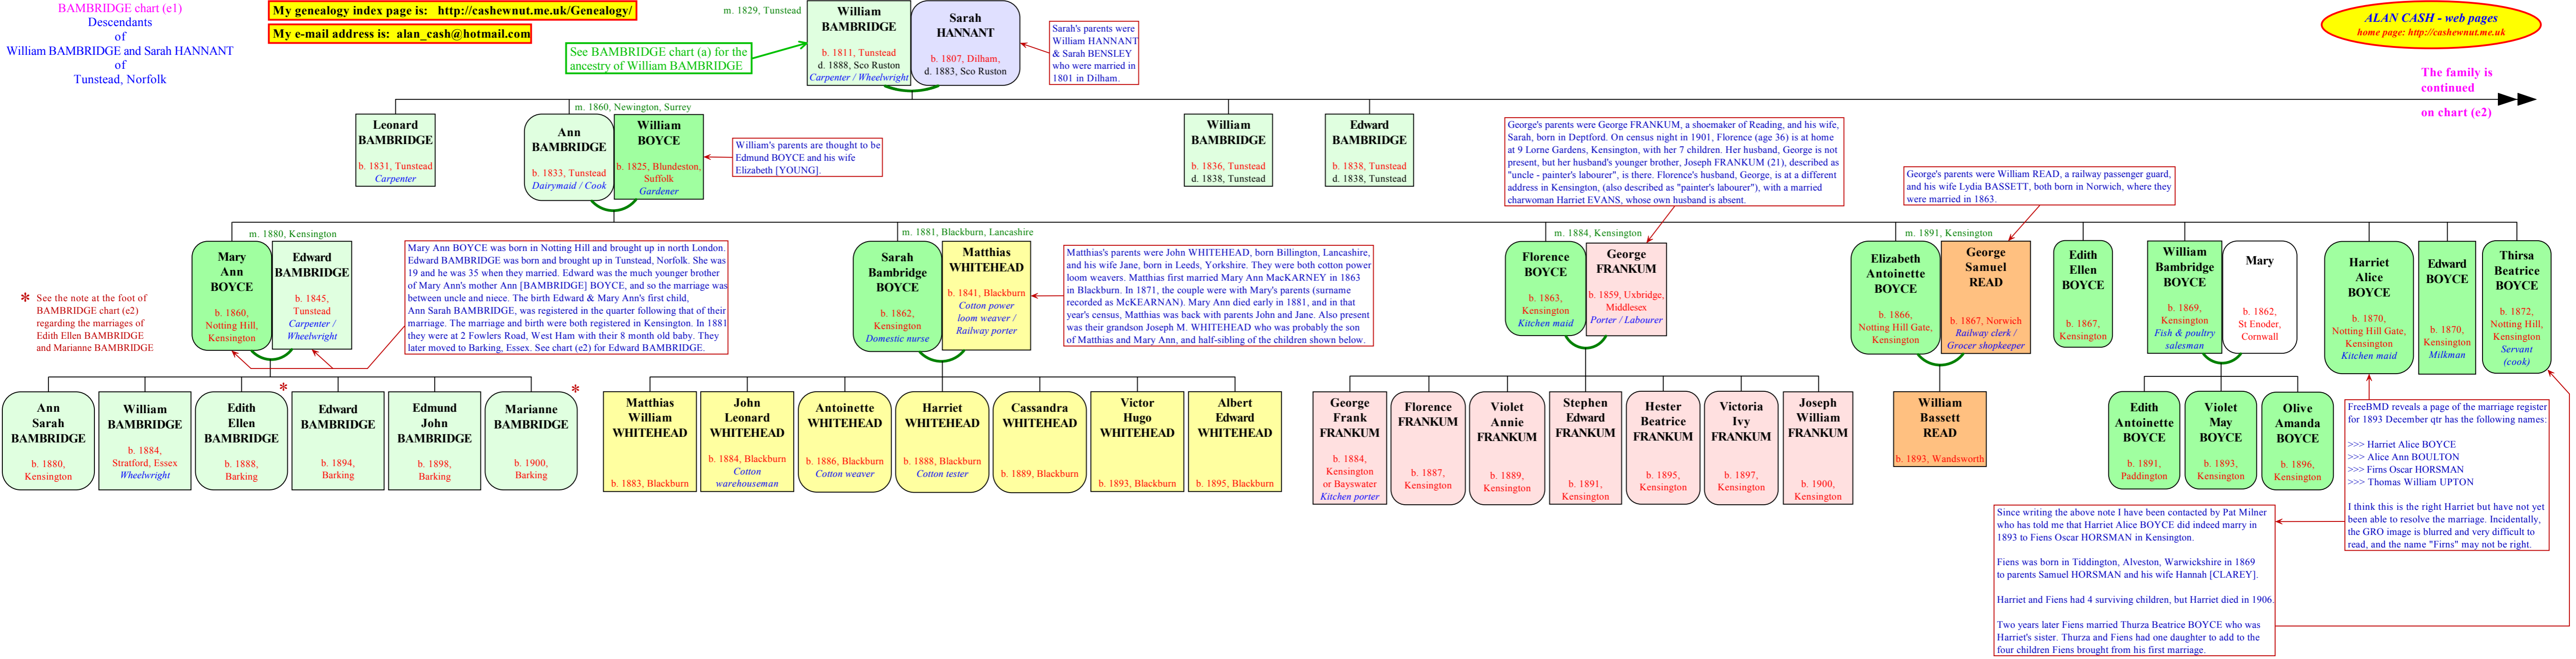 BAMBRIDGE chart (e1)
Descendants
of
William BAMBRIDGE and Sarah HANNANT
of
Tunstead, Norfolk
My genealogy index page is: http://cashewnut.me.uk/Genealogy/
My e-mail address is: alan_cash@hotmail.com
See BAMBRIDGE chart (a) for the
ancestry of William BAMBRIDGE
m. 1829, Tunstead
William
BAMBRIDGE
b. 1811, Tunstead
d. 1888, Sco Ruston
Carpenter / Wheelwright
Sarah
HANNANT
b. 1807, Dilham,
d. 1883, Sco Ruston
Sarah's parents were
William HANNANT
& Sarah BENSLEY
who were married in
1801 in Dilham.
ALAN CASH - web pages
home page: http://cashewnut.me.uk
The family is
continued
on chart (e2)
Leonard
BAMBRIDGE
b. 1831, Tunstead
Carpenter
m. 1860, Newington, Surrey
Ann
BAMBRIDGE
b. 1833, Tunstead
Dairymaid / Cook
William
BOYCE
b. 1825, Blundeston,
Suffolk
Gardener
William's parents are thought to be
Edmund BOYCE and his wife
Elizabeth [YOUNG].
William
BAMBRIDGE
b. 1836, Tunstead
d. 1838, Tunstead
Edward
BAMBRIDGE
b. 1838, Tunstead
d. 1838, Tunstead
George's parents were George FRANKUM, a shoemaker of Reading, and his wife,
Sarah, born in Deptford. On census night in 1901, Florence (age 36) is at home
at 9 Lorne Gardens, Kensington, with her 7 children. Her husband, George is not
present, but her husband's younger brother, Joseph FRANKUM (21), described as
"uncle - painter's labourer", is there. Florence's husband, George, is at a different
address in Kensington, (also described as "painter's labourer"), with a married
charwoman Harriet EVANS, whose own husband is absent.
George's parents were William READ, a railway passenger guard,
and his wife Lydia BASSETT, both born in Norwich, where they
were married in 1863.
* See the note at the foot of
BAMBRIDGE chart (e2)
regarding the marriages of
Edith Ellen BAMBRIDGE
and Marianne BAMBRIDGE
m. 1880, Kensington
Mary
Ann
BOYCE
b. 1860,
Notting Hill,
Kensington
Edward
BAMBRIDGE
b. 1845,
Tunstead
Carpenter /
Wheelwright
Mary Ann BOYCE was born in Notting Hill and brought up in north London.
Edward BAMBRIDGE was born and brought up in Tunstead, Norfolk. She was
19 and he was 35 when they married. Edward was the much younger brother
of Mary Ann's mother Ann [BAMBRIDGE] BOYCE, and so the marriage was
between uncle and niece. The birth Edward & Mary Ann's first child,
Ann Sarah BAMBRIDGE, was registered in the quarter following that of their
marriage. The marriage and birth were both registered in Kensington. In 1881
they were at 2 Fowlers Road, West Ham with their 8 month old baby. They
later moved to Barking, Essex. See chart (e2) for Edward BAMBRIDGE.
m. 1881, Blackburn, Lancashire
Sarah
Bambridge
BOYCE
b. 1862,
Kensington
Domestic nurse
Matthias
WHITEHEAD
b. 1841, Blackburn
Cotton power
loom weaver /
Railway porter
Matthias's parents were John WHITEHEAD, born Billington, Lancashire,
and his wife Jane, born in Leeds, Yorkshire. They were both cotton power
loom weavers. Matthias first married Mary Ann MacKARNEY in 1863
in Blackburn. In 1871, the couple were with Mary's parents (surname
recorded as McKEARNAN). Mary Ann died early in 1881, and in that
year's census, Matthias was back with parents John and Jane. Also present
was their grandson Joseph M. WHITEHEAD who was probably the son
of Matthias and Mary Ann, and half-sibling of the children shown below.
m. 1884, Kensington
Florence
BOYCE
b. 1863,
Kensington
Kitchen maid
George
FRANKUM
b. 1859, Uxbridge,
Middlesex
Porter / Labourer
m. 1891, Kensington
Elizabeth
Antoinette
BOYCE
b. 1866,
Notting Hill Gate,
Kensington
George
Samuel
READ
b. 1867, Norwich
Railway clerk /
Grocer shopkeeper
Edith
Ellen
BOYCE
b. 1867,
Kensington
William
Bambridge
BOYCE
b. 1869,
Kensington
Fish & poultry
salesman
Mary
b. 1862,
St Enoder,
Cornwall
Harriet
Alice
BOYCE
b. 1870,
Notting Hill Gate,
Kensington
Kitchen maid
Edward
BOYCE
b. 1870,
Kensington
Milkman
Thirsa
Beatrice
BOYCE
b. 1872,
Notting Hill,
Kensington
Servant
(cook)
Ann
Sarah
BAMBRIDGE
b. 1880,
Kensington
William
BAMBRIDGE
b. 1884,
Stratford, Essex
Wheelwright
*
Edith
Ellen
BAMBRIDGE
b. 1888,
Barking
Edward
BAMBRIDGE
b. 1894,
Barking
Edmund
John
BAMBRIDGE
b. 1898,
Barking
*
Marianne
BAMBRIDGE
b. 1900,
Barking
Matthias
William
WHITEHEAD
b. 1883, Blackburn
John
Leonard
WHITEHEAD
b. 1884, Blackburn
Cotton
warehouseman
Antoinette
WHITEHEAD
b. 1886, Blackburn
Cotton weaver
Harriet
WHITEHEAD
b. 1888, Blackburn
Cotton tester
Cassandra
WHITEHEAD
b. 1889, Blackburn
Victor
Hugo
WHITEHEAD
b. 1893, Blackburn
Albert
Edward
WHITEHEAD
b. 1895, Blackburn
George
Frank
FRANKUM
b. 1884,
Kensington
or Bayswater
Kitchen porter
Florence
FRANKUM
b. 1887,
Kensington
Violet
Annie
FRANKUM
b. 1889,
Kensington
Stephen
Edward
FRANKUM
b. 1891,
Kensington
Hester
Beatrice
FRANKUM
b. 1895,
Kensington
Victoria
Ivy
FRANKUM
b. 1897,
Kensington
Joseph
William
FRANKUM
b. 1900,
Kensington
William
Bassett
READ
b. 1893, Wandsworth
Edith
Antoinette
BOYCE
b. 1891,
Paddington
Violet
May
BOYCE
b. 1893,
Kensington
Olive
Amanda
BOYCE
b. 1896,
Kensington
FreeBMD reveals a page of the marriage register
for 1893 December qtr has the following names:
>>> Harriet Alice BOYCE
>>> Alice Ann BOULTON
>>> Firns Oscar HORSMAN
>>> Thomas William UPTON
I think this is the right Harriet but have not yet
been able to resolve the marriage. Incidentally,
the GRO image is blurred and very difficult to
read, and the name "Firns" may not be right.
Since writing the above note I have been contacted by Pat Milner
who has told me that Harriet Alice BOYCE did indeed marry in
1893 to Fiens Oscar HORSMAN in Kensington.
Fiens was born in Tiddington, Alveston, Warwickshire in 1869
to parents Samuel HORSMAN and his wife Hannah [CLAREY].
Harriet and Fiens had 4 surviving children, but Harriet died in 1906.
Two years later Fiens married Thurza Beatrice BOYCE who was
Harriet's sister. Thurza and Fiens had one daughter to add to the
four children Fiens brought from his first marriage.